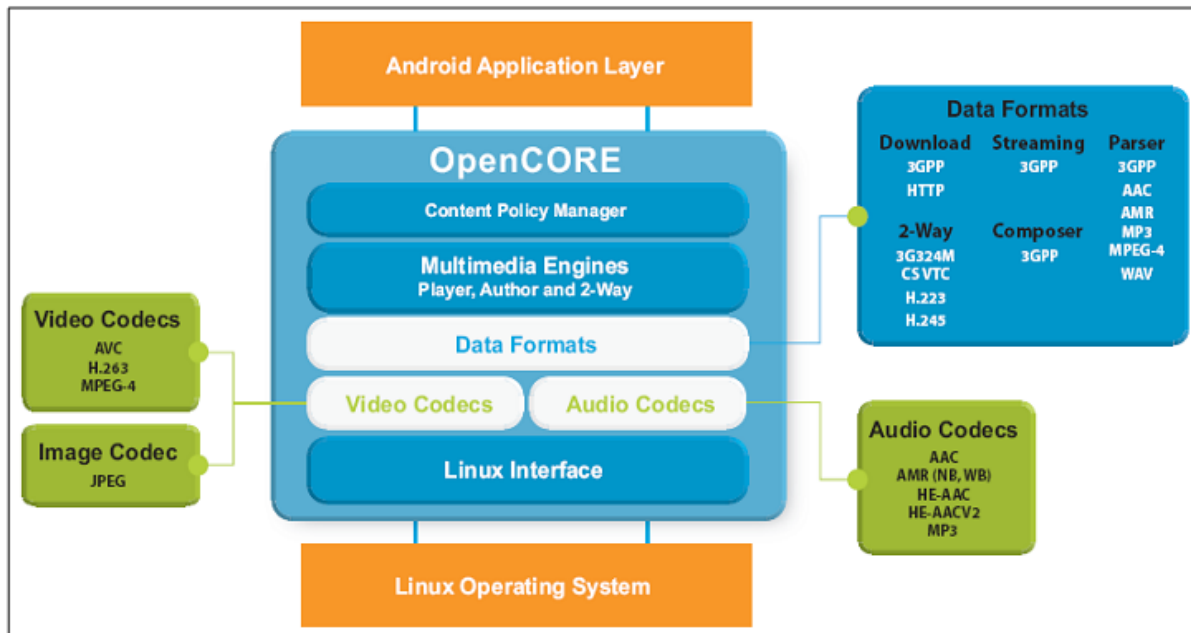 Android Application Layer
OpenCORE
Content Policy Manager
Multimedia Engines
Player, Author and 2-Way
Data Formats
Video Codecs
Audio Codecs
Linux Interface
Linux Operating System
Video Codecs
AVC
H.263
MPEG-4
Image Codec
JPEG
Data Formats
Download
3GPP
HTTP
Streaming
3GPP
Parser
3GPP
AAC
AMR
MP3
MPEG-4
WAV
2-Way
3G324M
CS VTC
H.223
H.245
Composer
3GPP
Audio Codecs
AAC
AMR (NB, WB)
HE-AAC
HE-AACV2
MP3